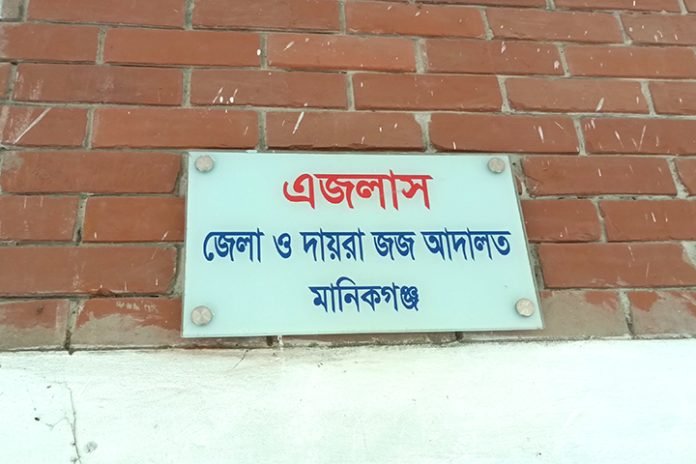 এজলাস
জেলা ও দায়রা জজ আদালত
মানিকগঞ্জ